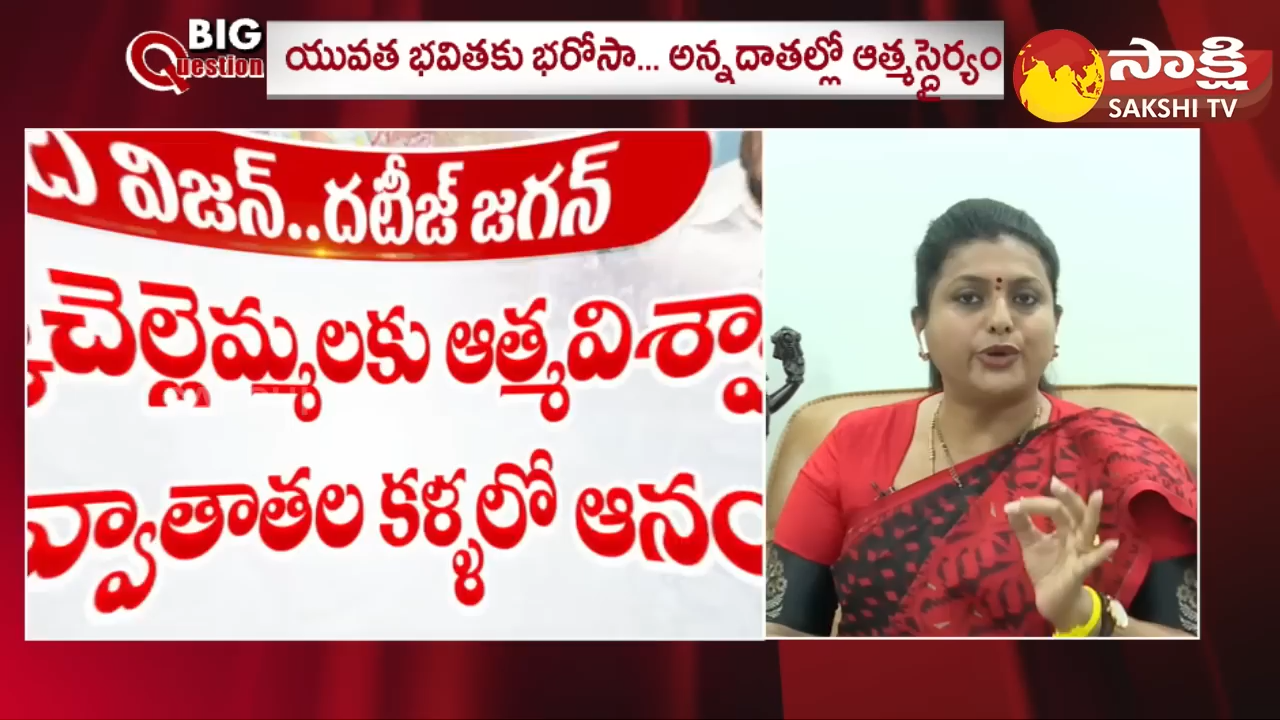 BIG
Question
యువత భవితకు భరోసా... అన్నదాతల్లో ఆత్మస్థైర్యం
సాక్షి
SAKSHI TV
ది విజన్..దటీజ్ జగన్
చెల్లెమ్మలకు ఆత్మవిశ్వా
వ్వాతాతల కళ్ళలో ఆనం